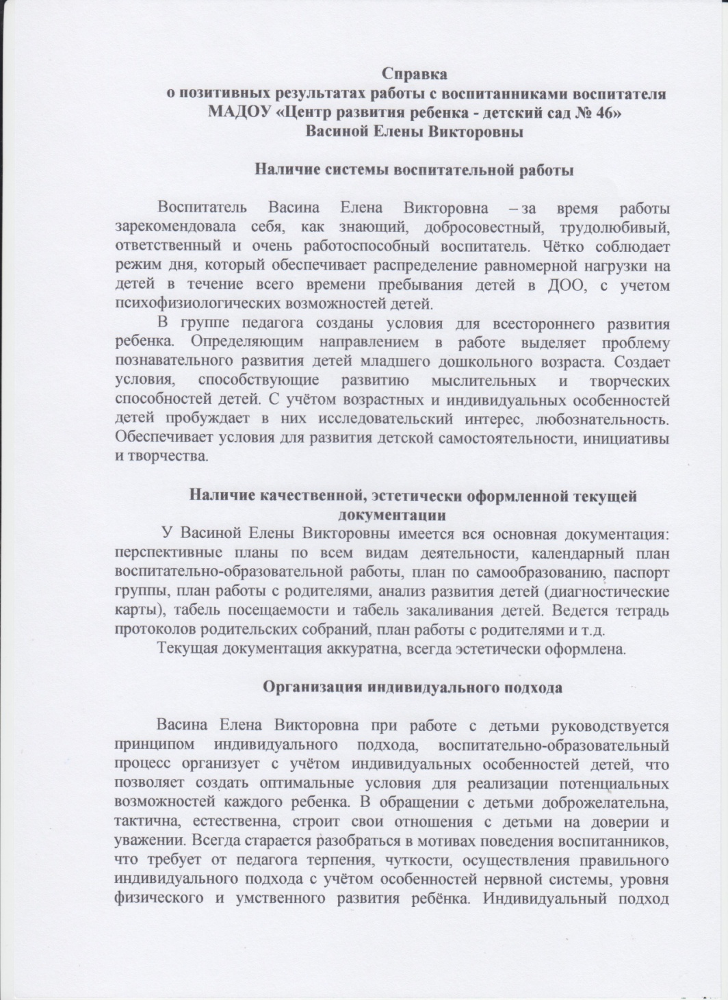 Справка
о позитивных результатах работы с воспитанниками воспитателя
МАДОУ «Центр развития ребенка - детский сад № 46»
Васиной Елены Викторовны
Наличие системы воспитательной работы
Воспитатель Васина Елена Викторовна – за время работы
зарекомендовала себя, как знающий, добросовестный, трудолюбивый,
ответственный и очень работоспособный воспитатель. Чётко соблюдает
режим дня, который обеспечивает распределение равномерной нагрузки на
детей в течение всего времени пребывания детей в ДОО, с учетом
психофизиологических возможностей детей.
В группе педагога созданы условия для всестороннего развития
ребенка. Определяющим направлением в работе выделяет проблему
познавательного развития детей младшего дошкольного возраста. Создает
условия, способствующие развитию мыслительных и творческих
способностей детей. С учётом возрастных и индивидуальных особенностей
детей пробуждает в них исследовательский интерес, любознательность.
Обеспечивает условия для развития детской самостоятельности, инициативы
и творчества.
Наличие качественной, эстетически оформленной текущей
документации
У Васиной Елены Викторовны имеется вся основная документация:
перспективные планы по всем видам деятельности, календарный план
воспитательно-образовательной работы, план по самообразованию, паспорт
группы, план работы с родителями, анализ развития детей (диагностические
карты), табель посещаемости и табель закаливания детей. Ведется тетрадь
протоколов родительских собраний, план работы с родителями и т.д.
Текущая документация аккуратна, всегда эстетически оформлена.
Организация индивидуального подхода
Васина Елена Викторовна при работе с детьми руководствуется
принципом индивидуального подхода, воспитательно-образовательный
процесс организует с учётом индивидуальных особенностей детей, что
позволяет создать оптимальные условия для реализации потенциальных
возможностей каждого ребенка. В обращении с детьми доброжелательна,
тактична, естественна, строит свои отношения с детьми на доверии и
уважении. Всегда старается разобраться в мотивах поведения воспитанников,
что требует от педагога терпения, чуткости, осуществления правильного
индивидуального подхода с учётом особенностей нервной системы, уровня
физического и умственного развития ребёнка. Индивидуальный подход